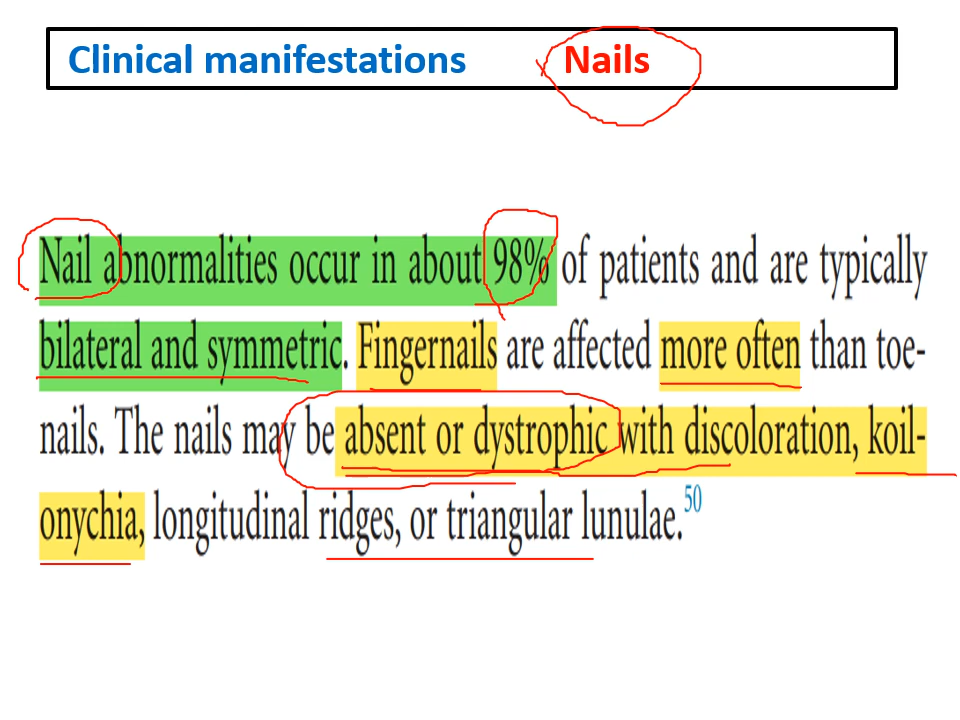 Clinical manifestations Nails
Nail abnormalities occur in about 98% of patients and are typically
bilateral and symmetric. Fingernails are affected more often than toe-
nails. The nails may be absent or dystrophic with discoloration, koil-
onychia, longitudinal ridges, or triangular lunulae.50